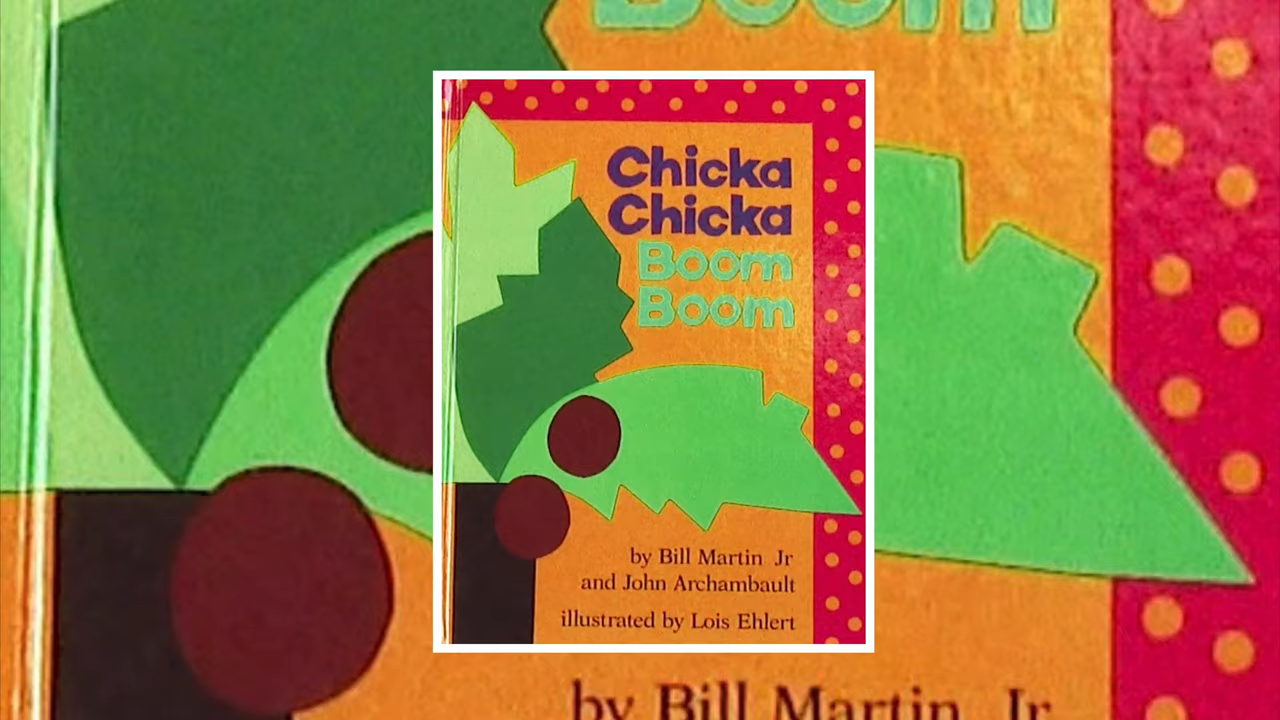 Boom
Chicka
Chicka
Boom
Boom
by Bill Martin Jr
and John Archambault
illustrated by Lois Ehlert
by Bill Martin Jr